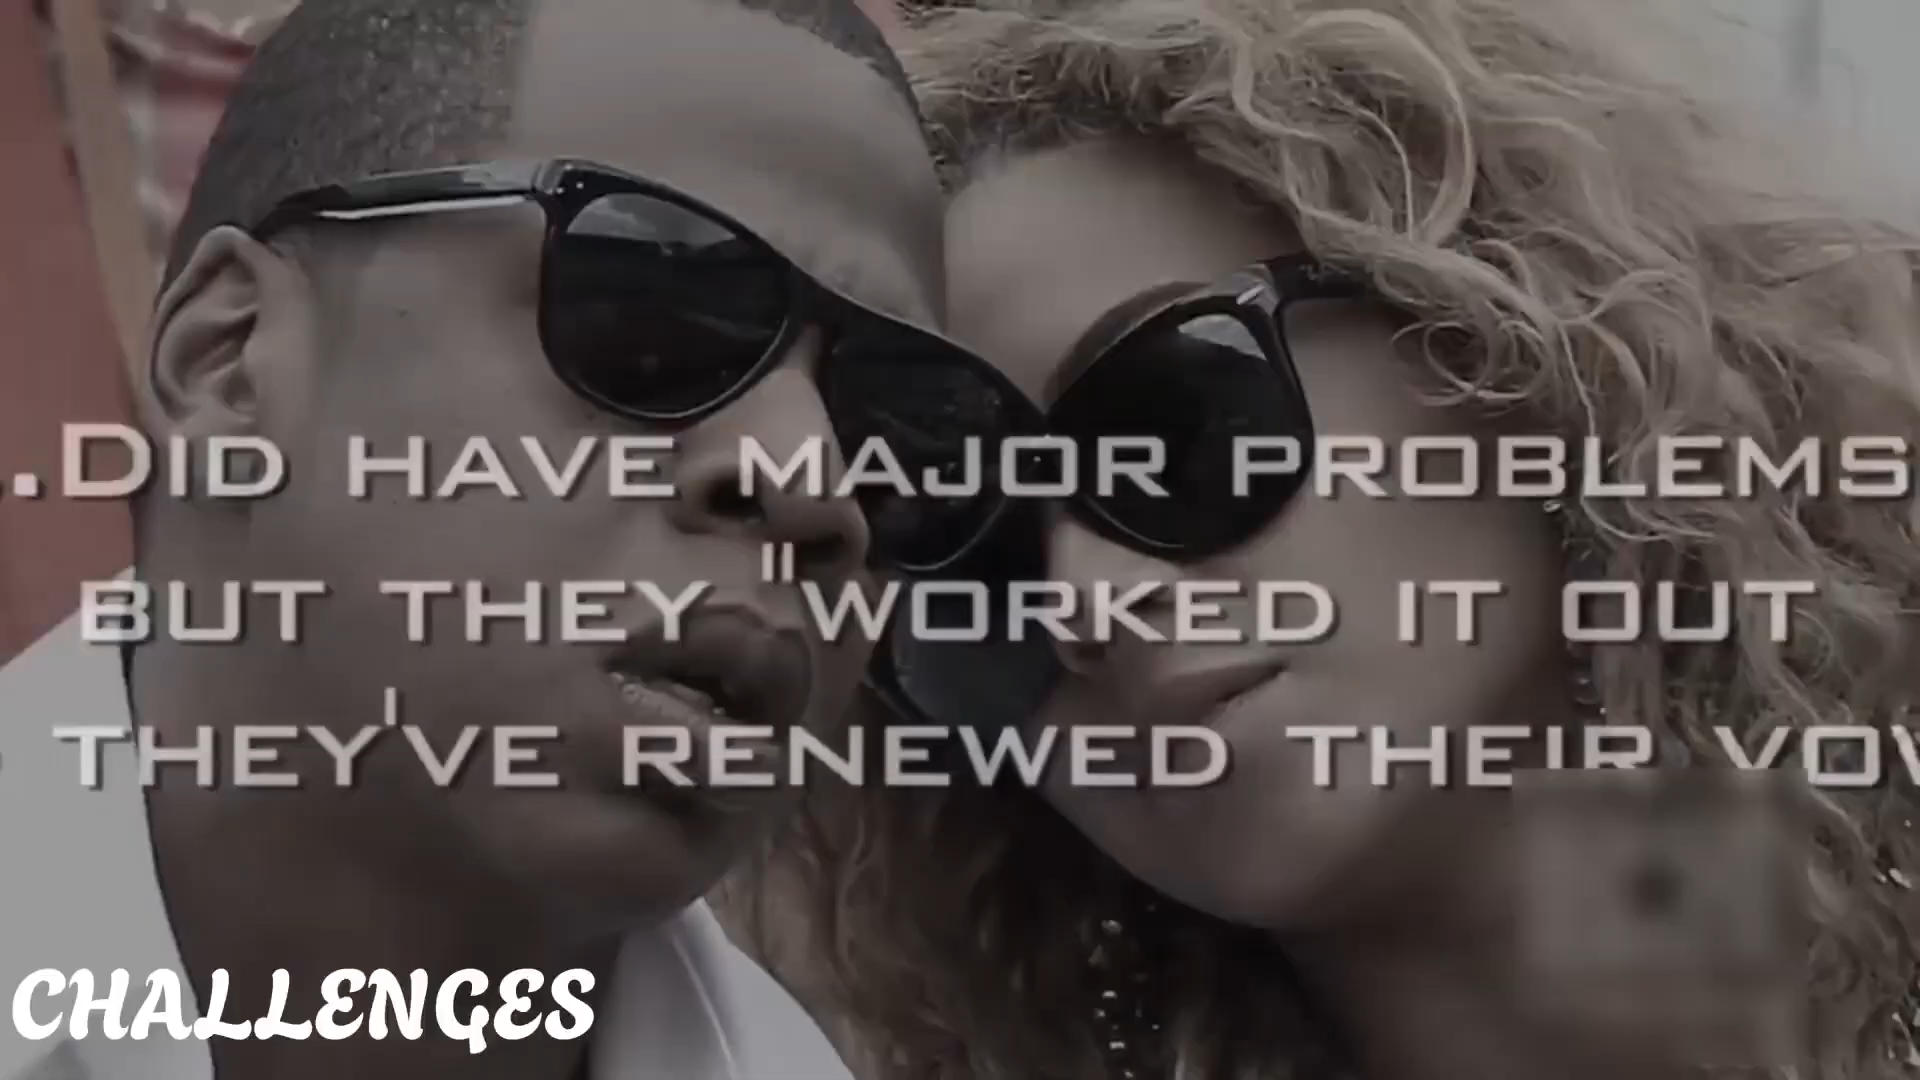 ..DID HAVE MAJOR PROBLEMS
BUT THEY "WORKED IT OUT
THEY'VE RENEWED THEIR
CHALLENGES